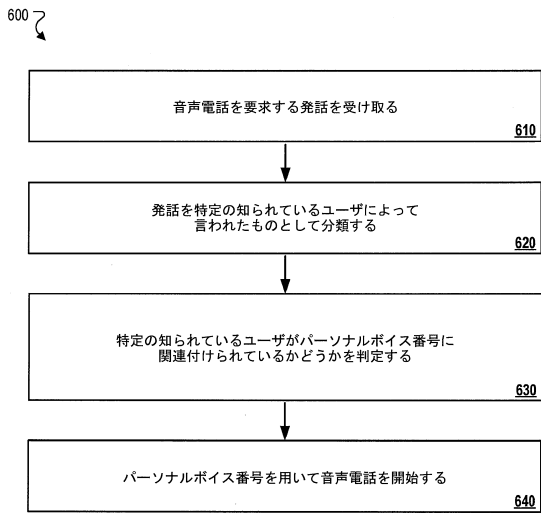 600
音声電話を要求する発話を受け取る
610
発話を特定の知られているユーザによって
言われたものとして分類する
620
特定の知られているユーザがパーソナルボイス番号に
関連付けられているかどうかを判定する
630
パーソナルボイス番号を用いて音声電話を開始する
640